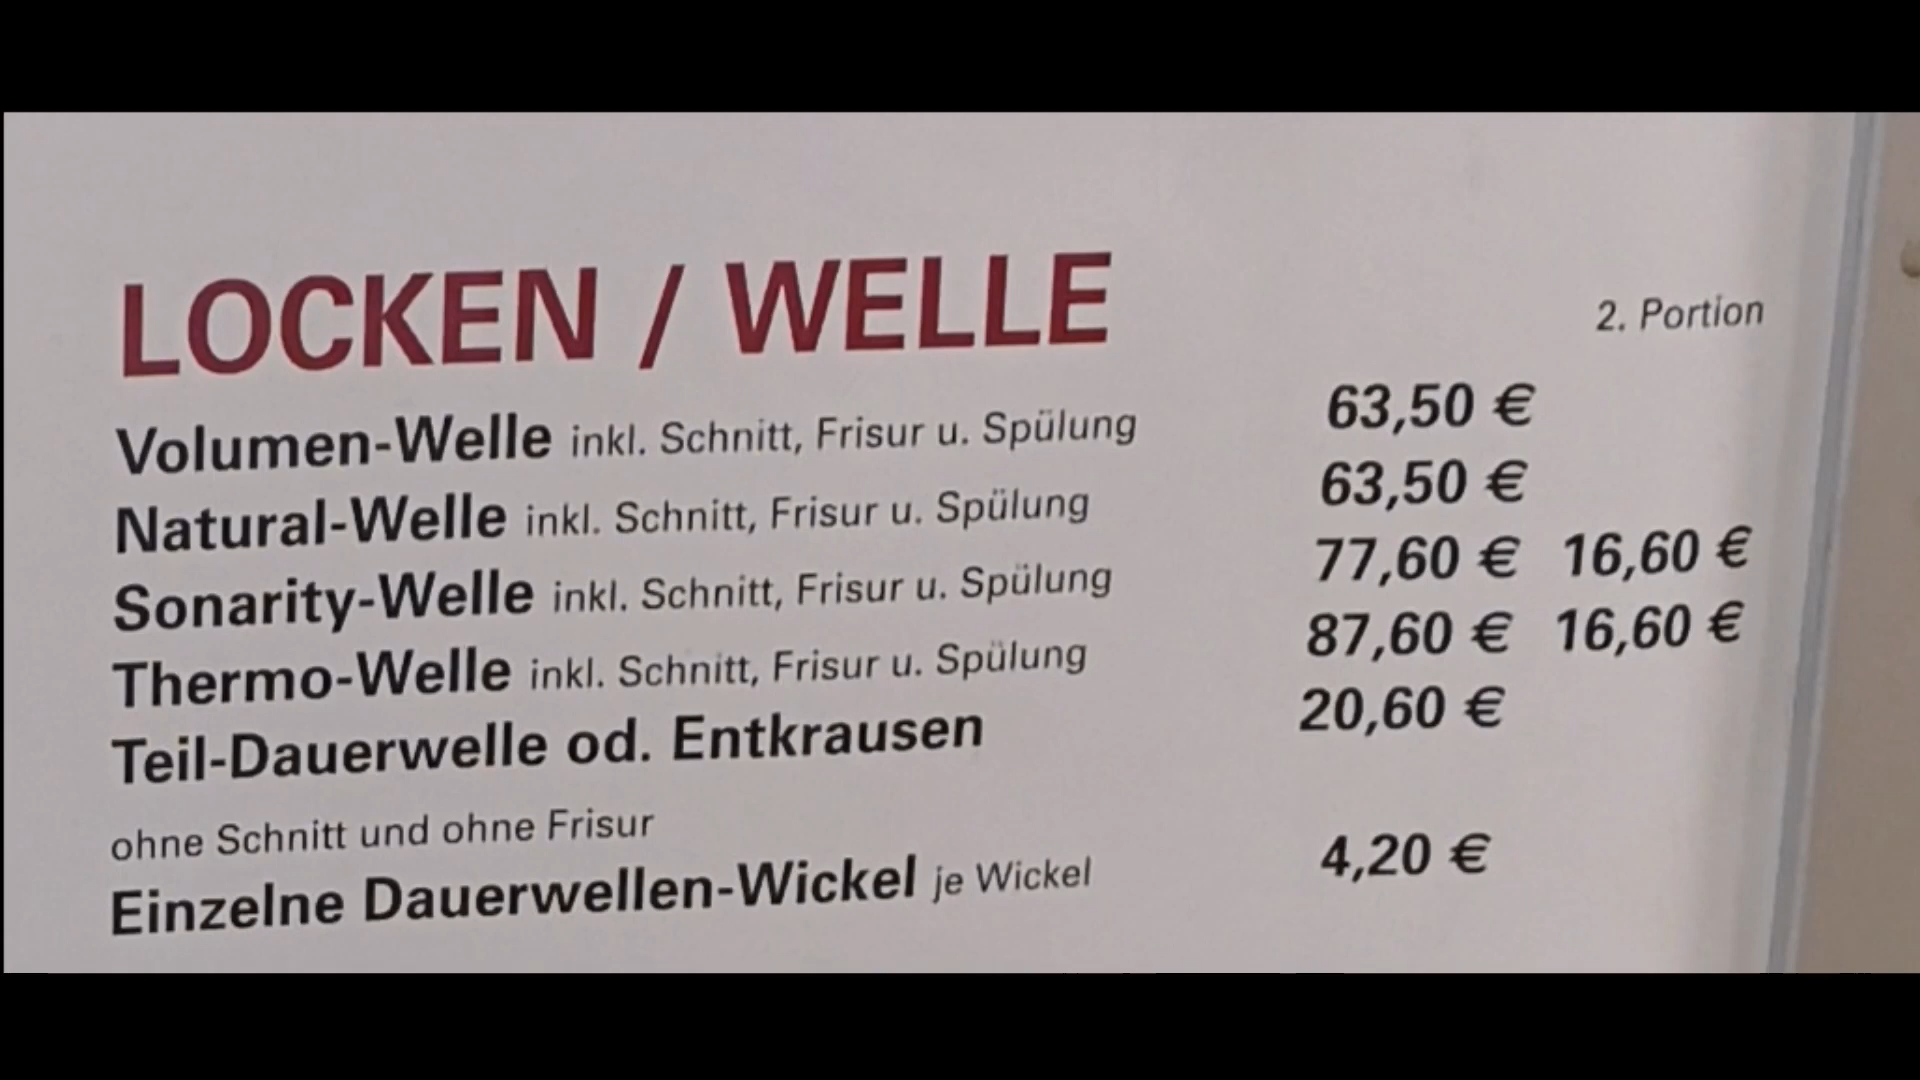 LOCKEN / WELLE
2. Portion
Volumen-Welle inkl. Schnitt, Frisur u. Spülung 63,50 €
Natural-Welle inkl. Schnitt, Frisur u. Spülung 63,50 €
Sonarity-Welle inkl. Schnitt, Frisur u. Spülung 77,60 € 16,60 €
Thermo-Welle inkl. Schnitt, Frisur u. Spülung 87,60 € 16,60 €
Teil-Dauerwelle od. Entkrausen 20,60 €
ohne Schnitt und ohne Frisur
Einzelne Dauerwellen-Wickel je Wickel 4,20 €